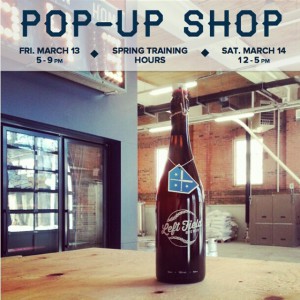 POP-UP SHOP
FRI. MARCH 13 ◆ SPRING TRAINING ◆ SAT. MARCH 14
5-9 PM HOURS 12-5 PM
Left Field